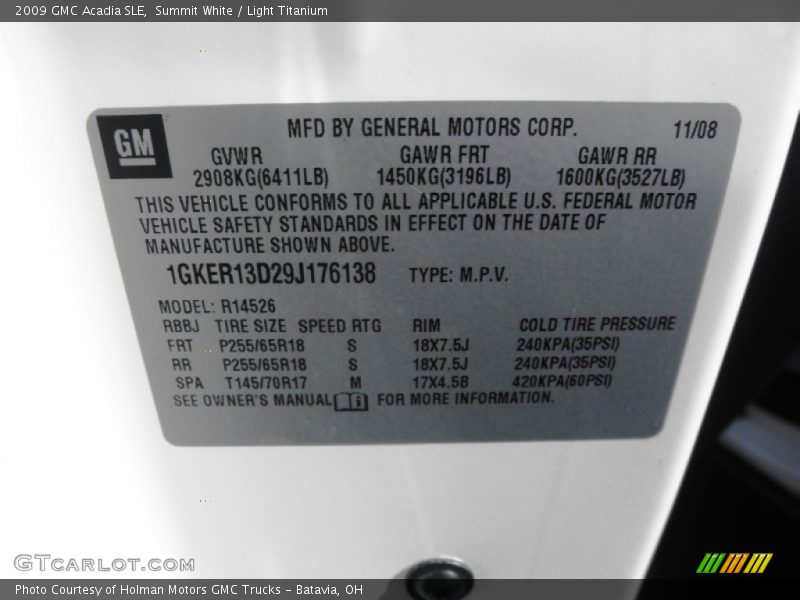 2009 GMC Acadia SLE,  Summit White / Light Titanium
GM
MFD BY GENERAL MOTORS CORP. 11/08
GVWR GAWR FRT GAWR RR
2908KG(6411LB) 1450KG(3196LB) 1600KG(3527LB)
THIS VEHICLE CONFORMS TO ALL APPLICABLE U.S. FEDERAL MOTOR
VEHICLE SAFETY STANDARDS IN EFFECT ON THE DATE OF
MANUFACTURE SHOWN ABOVE.
1GKER13D29J176138 TYPE: M.P.V.
MODEL: R14526
RBBJ TIRE SIZE SPEED RTG RIM COLD TIRE PRESSURE
FRT P255/65R18 S 18X7.5J 240KPA(35PSI)
RR P255/65R18 S 18X7.5J 240KPA(35PSI)
SPA T145/70R17 M 17X4.5B 420KPA(60PSI)
SEE OWNER'S MANUAL i FOR MORE INFORMATION.
GTCARLOT.COM
Photo Courtesy of Holman Motors GMC Trucks - Batavia, OH